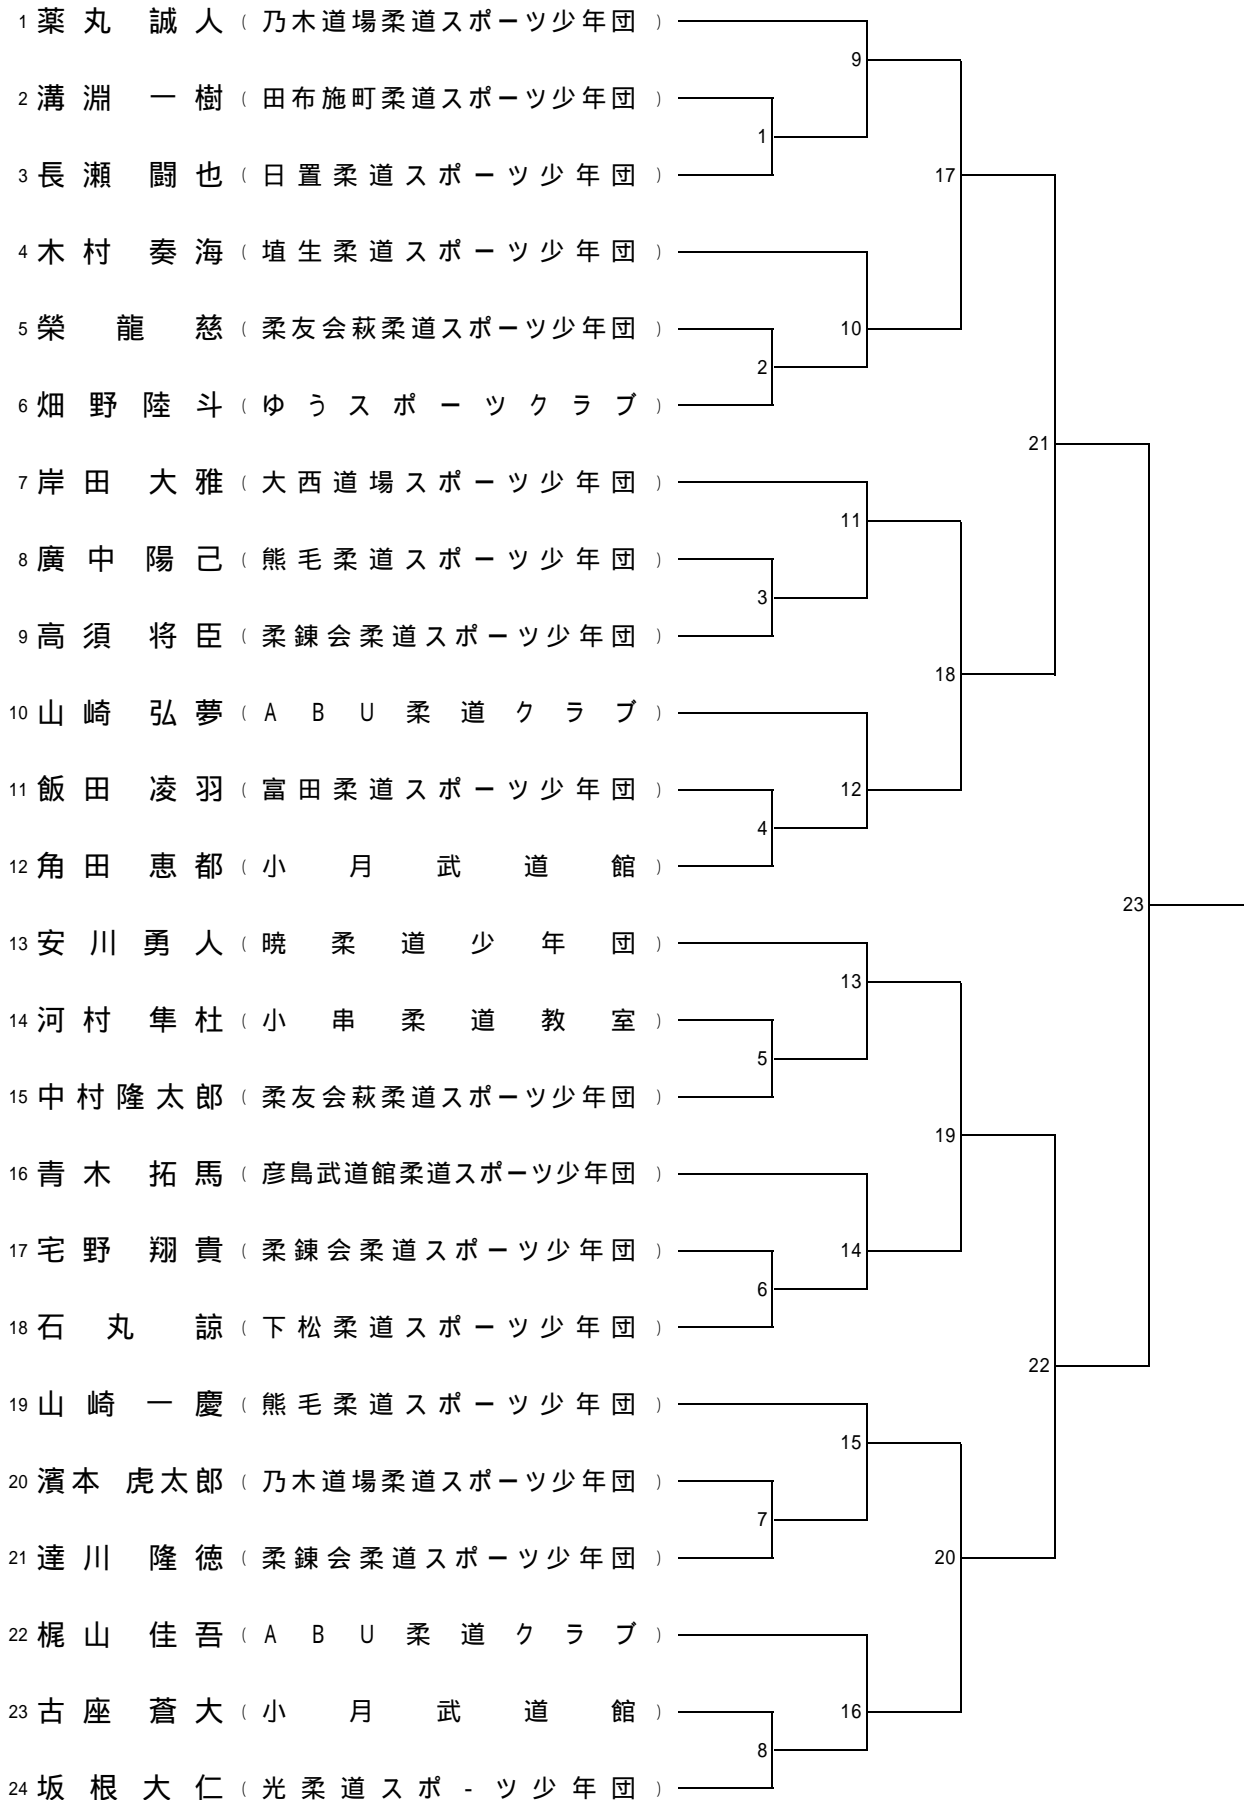 1 薬丸 誠人 (乃木道場柔道スポーツ少年団)
9
2 溝淵 一樹 (田布施町柔道スポーツ少年団)
1
3 長瀬 闘也 (日置柔道スポーツ少年団)
17
4 木村 奏海 (埴生柔道スポーツ少年団)
5 榮 龍 慈 (柔友会萩柔道スポーツ少年団)
10
2
6 畑野陸斗 (ゆうスポーツクラブ)
21
7 岸田 大雅 (大西道場スポーツ少年団)
11
8 廣中陽己 (熊毛柔道スポーツ少年団)
3
9 高須 将臣 (柔錬会柔道スポーツ少年団)
18
10 山崎 弘夢 (ABU柔道クラブ)
11 飯田 凌羽 (富田柔道スポーツ少年団)
12
4
12 角田 恵都 (小月武道館)
23
13 安川勇人 (暁柔道少年団)
13
14 河村 隼杜 (小串柔道教室)
5
15 中村隆太郎 (柔友会萩柔道スポーツ少年団)
19
16 青木 拓馬 (彦島武道館柔道スポーツ少年団)
17 宅野 翔貴 (柔錬会柔道スポーツ少年団)
14
6
18 石丸 諒 (下松柔道スポーツ少年団)
22
19 山崎一慶 (熊毛柔道スポーツ少年団)
15
20 濱本 虎太郎 (乃木道場柔道スポーツ少年団)
7
21 達川 隆徳 (柔錬会柔道スポーツ少年団)
20
22 梶山 佳吾 (ABU柔道クラブ)
23 古座 蒼大 (小月武道館)
16
8
24 坂根大仁 (光柔道スポ-ツ少年団)